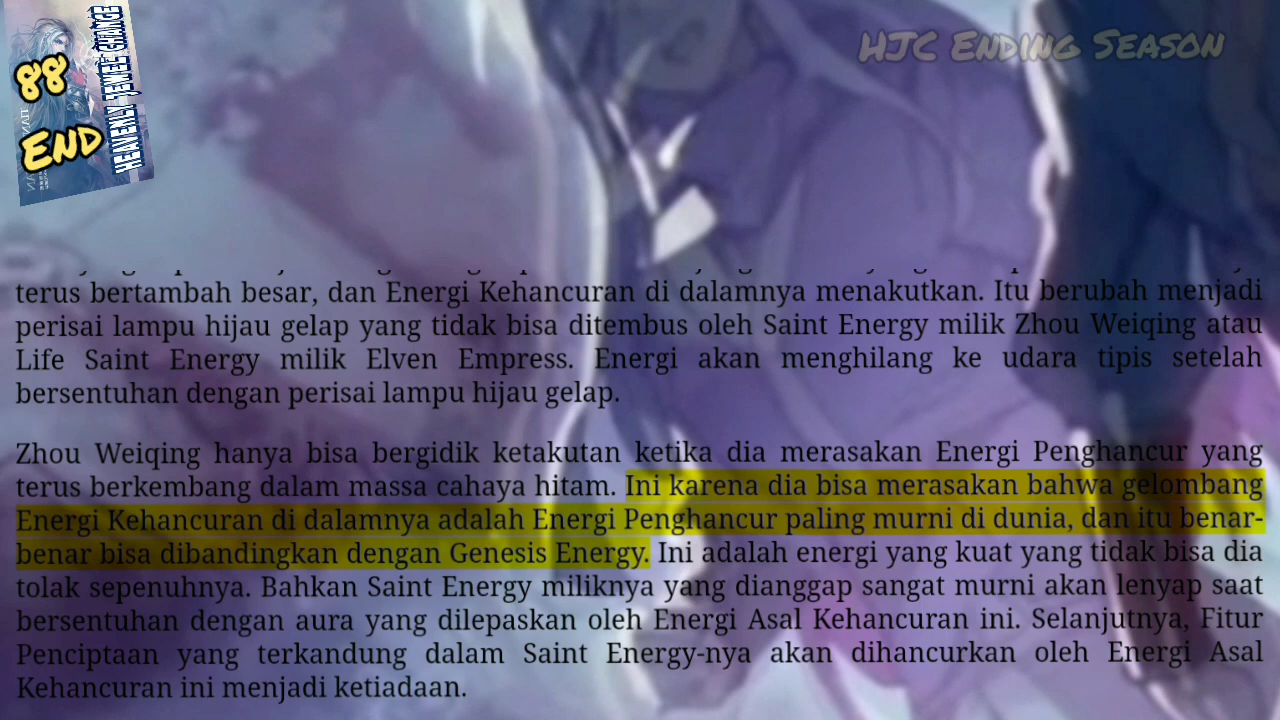 88
END
HEAVENLY JEWEL CHANGE
HJC Ending Season
terus bertambah besar, dan Energi Kehancuran di dalamnya menakutkan. Itu berubah menjadi
perisai lampu hijau gelap yang tidak bisa ditembus oleh Saint Energy milik Zhou Weiqing atau
Life Saint Energy milik Elven Empress. Energi akan menghilang ke udara tipis setelah
bersentuhan dengan perisai lampu hijau gelap.
Zhou Weiqing hanya bisa bergidik ketakutan ketika dia merasakan Energi Penghancur yang
terus berkembang dalam massa cahaya hitam. Ini karena dia bisa merasakan bahwa gelombang
Energi Kehancuran di dalamnya adalah Energi Penghancur paling murni di dunia, dan itu benar-
benar bisa dibandingkan dengan Genesis Energy. Ini adalah energi yang kuat yang tidak bisa dia
tolak sepenuhnya. Bahkan Saint Energy miliknya yang dianggap sangat murni akan lenyap saat
bersentuhan dengan aura yang dilepaskan oleh Energi Asal Kehancuran ini. Selanjutnya, Fitur
Penciptaan yang terkandung dalam Saint Energy-nya akan dihancurkan oleh Energi Asal
Kehancuran ini menjadi ketiadaan.